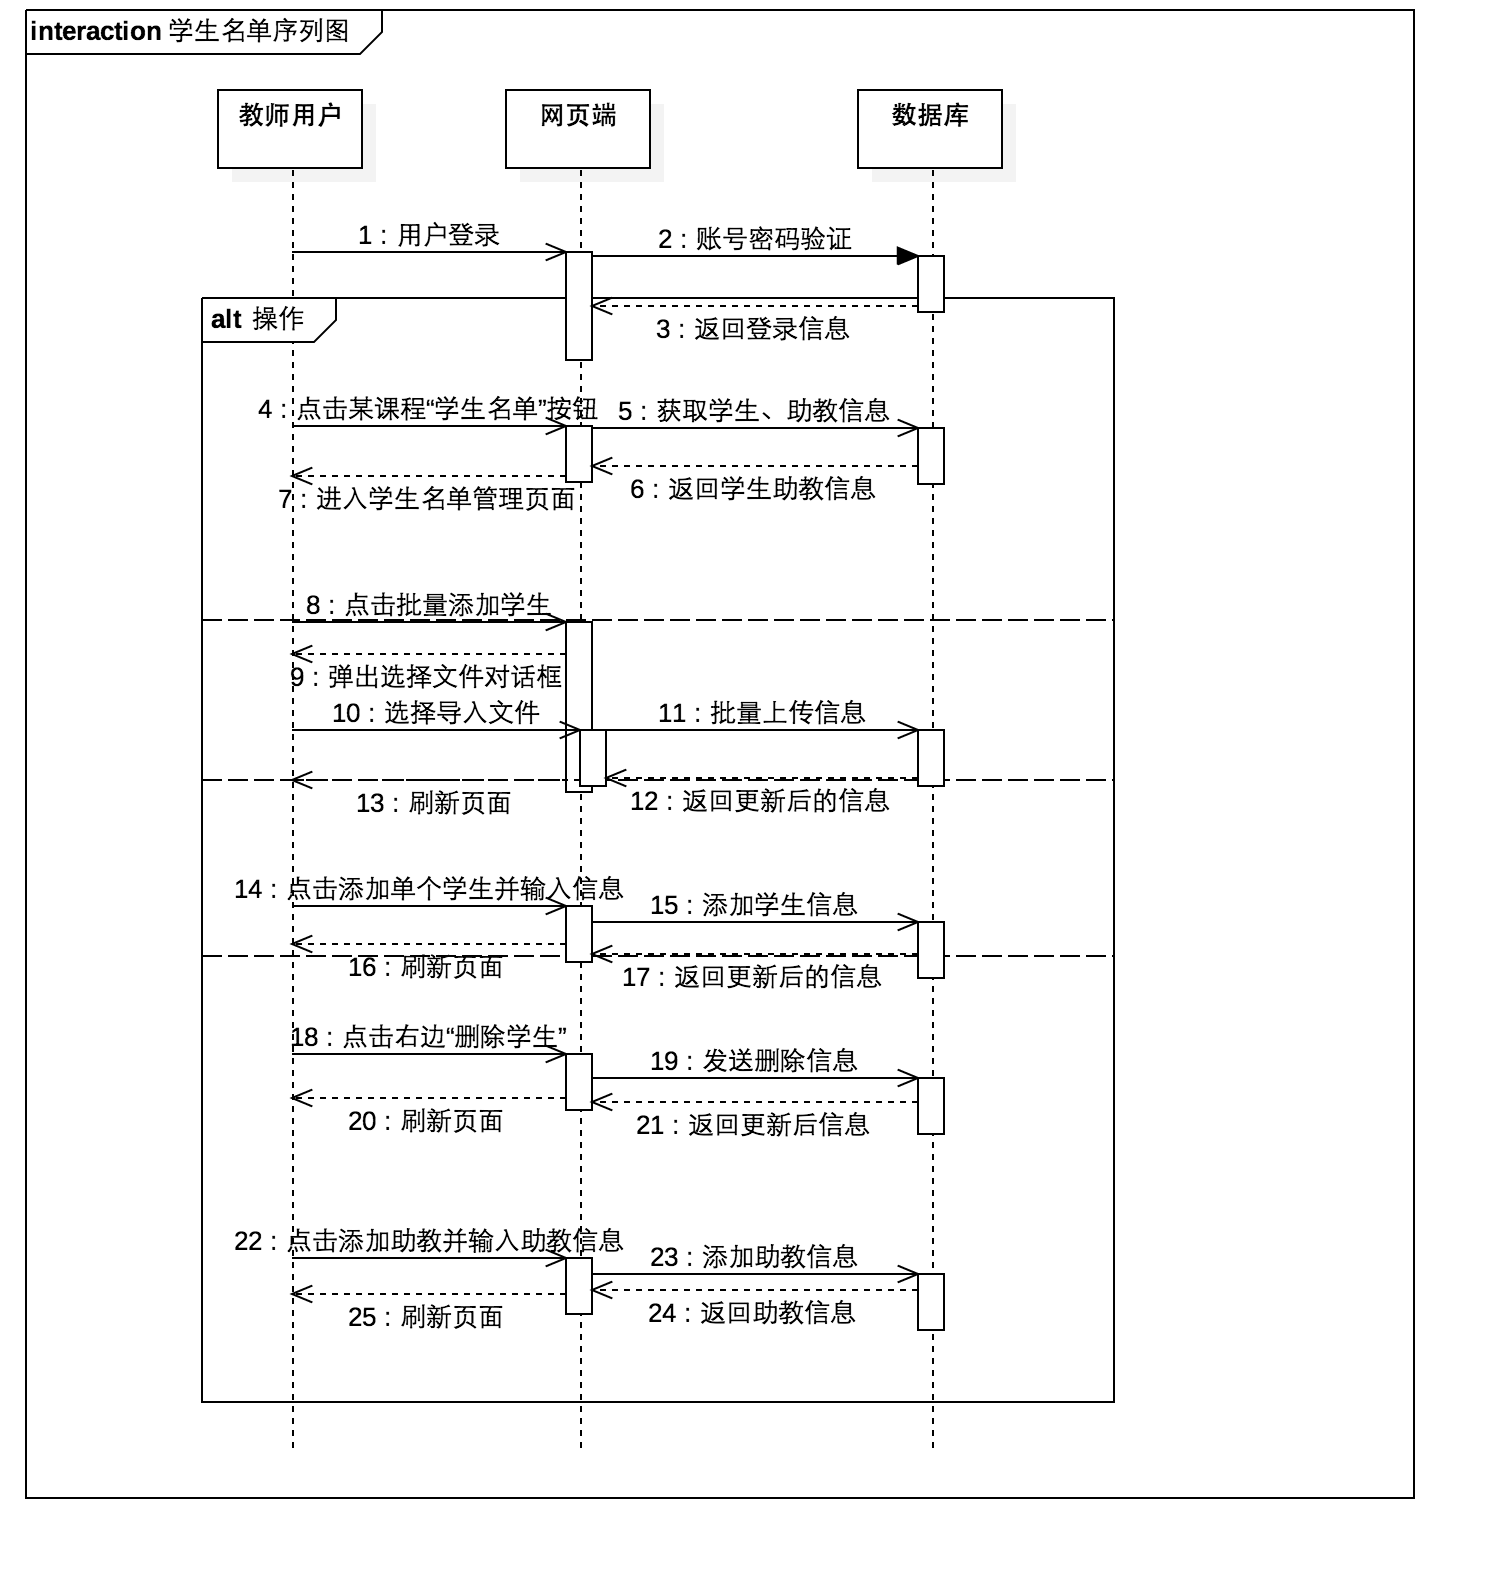 interaction 学生名单序列图
教师用户
网页端
数据库
1 : 用户登录
2 : 账号密码验证
alt 操作
3 : 返回登录信息
4 : 点击某课程“学生名单”按钮
5 : 获取学生、助教信息
6 : 返回学生助教信息
7 : 进入学生名单管理页面
8 : 点击批量添加学生
9 : 弹出选择文件对话框
10 : 选择导入文件
11 : 批量上传信息
13 : 刷新页面
12 : 返回更新后的信息
14 : 点击添加单个学生并输入信息
15 : 添加学生信息
16 : 刷新页面
17 : 返回更新后的信息
18 : 点击右边“删除学生”
19 : 发送删除信息
20 : 刷新页面
21 : 返回更新后信息
22 : 点击添加助教并输入助教信息
23 : 添加助教信息
25 : 刷新页面
24 : 返回助教信息